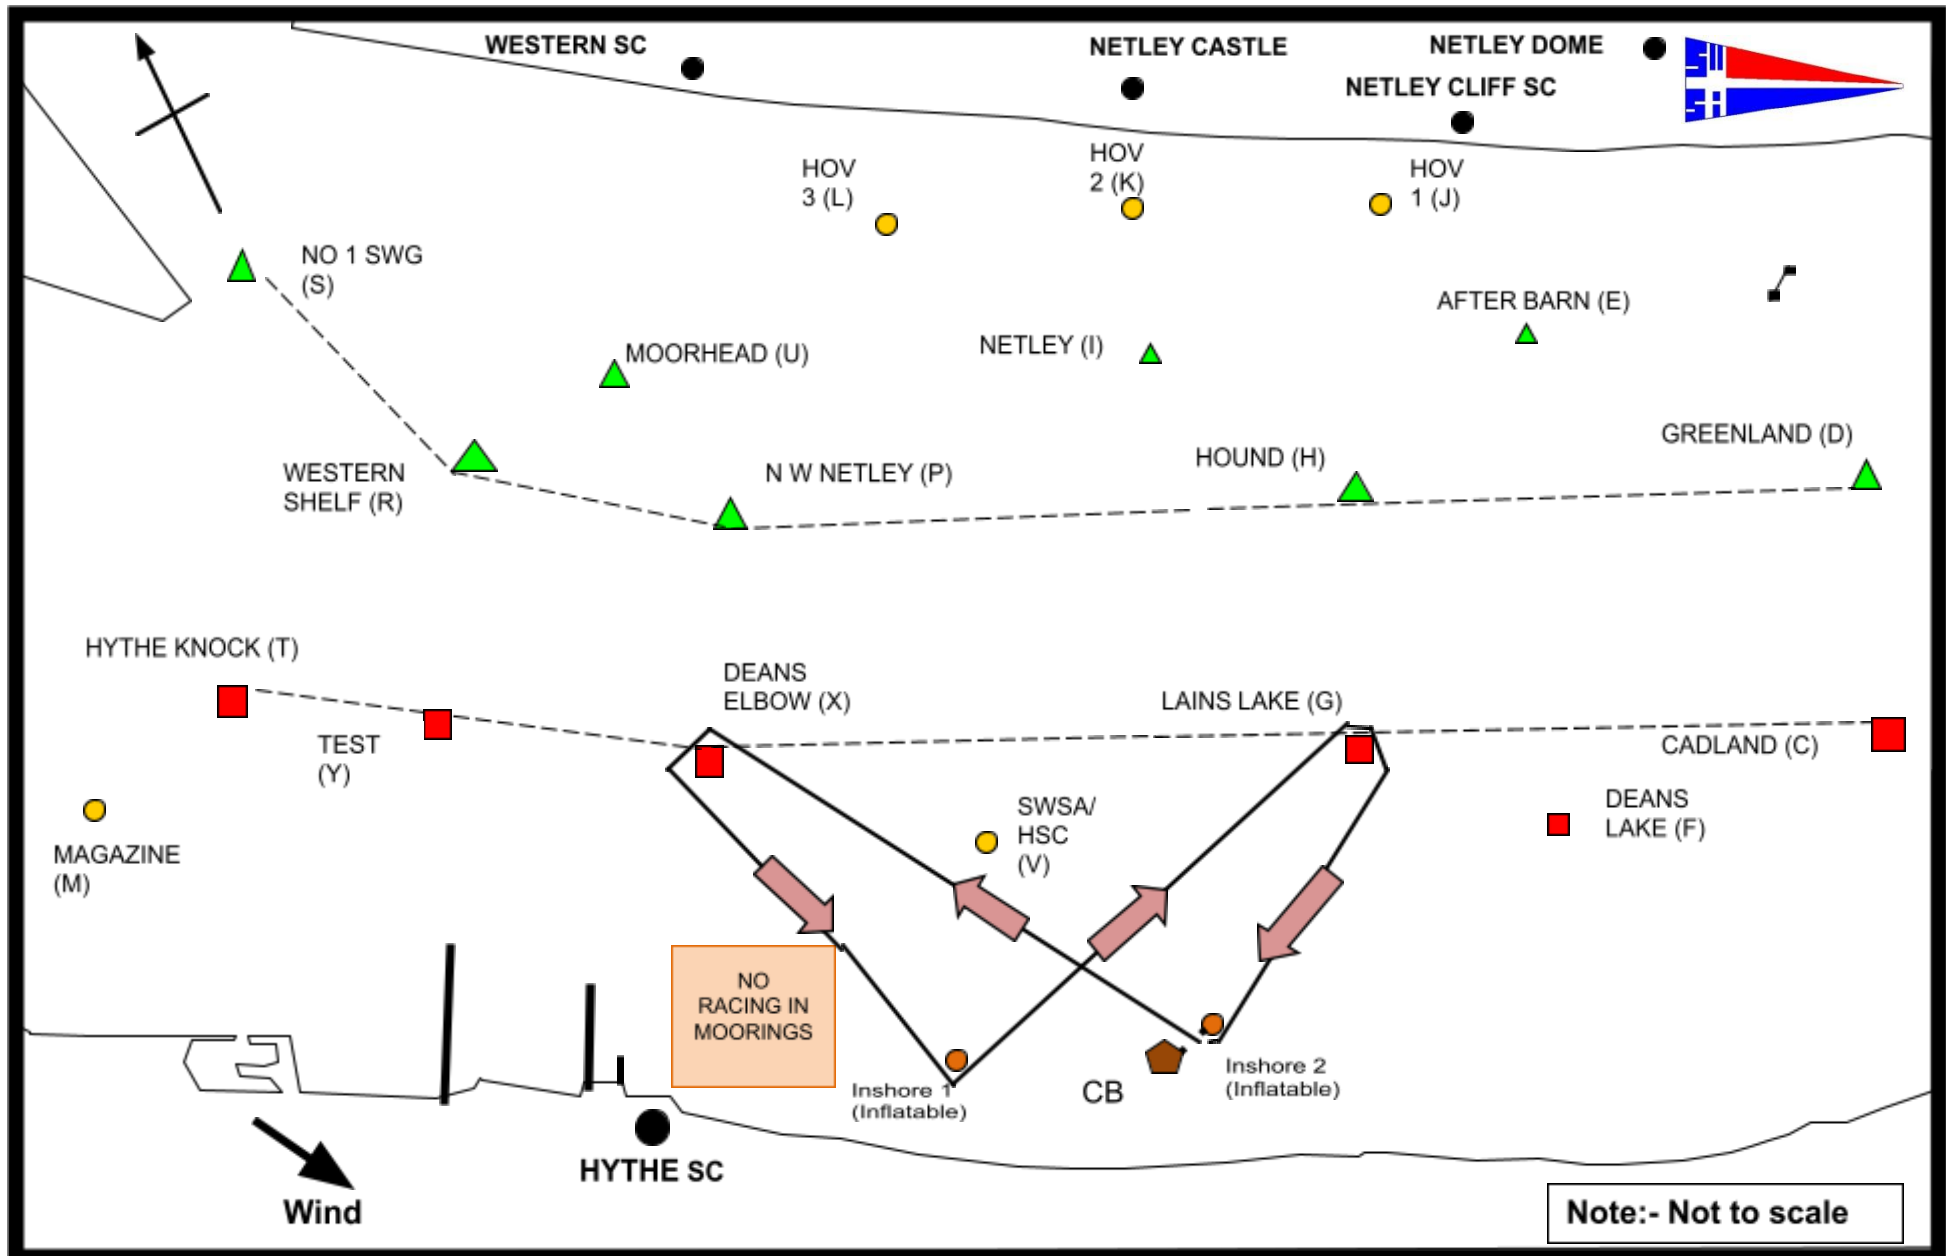 WESTERN SC
NETLEY CASTLE
NETLEY DOME
NETLEY CLIFF SC
HOV
3 (L)
HOV
2 (K)
HOV
1 (J)
NO 1 SWG
(S)
MOORHEAD (U)
NETLEY (I)
AFTER BARN (E)
WESTERN
SHELF (R)
N W NETLEY (P)
HOUND (H)
GREENLAND (D)
HYTHE KNOCK (T)
TEST
(Y)
DEANS
ELBOW (X)
LAINS LAKE (G)
CADLAND (C)
MAGAZINE
(M)
SWSA/
HSC
(V)
DEANS
LAKE (F)
NO
RACING IN
MOORINGS
Inshore 1
(Inflatable)
CB
Inshore 2
(Inflatable)
HYTHE SC
Wind
Note:- Not to scale